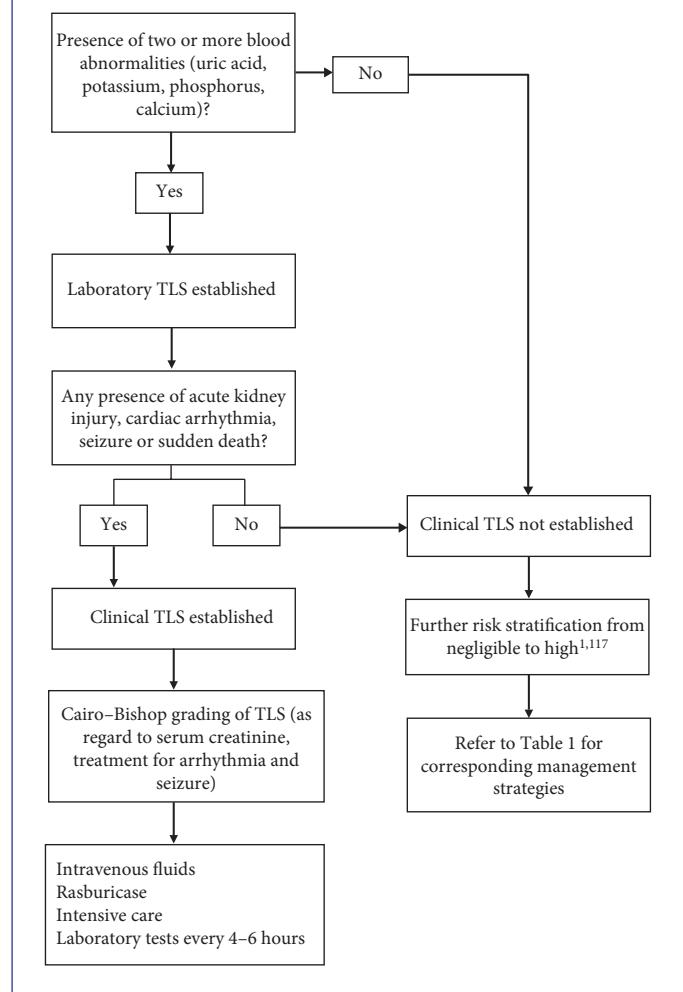 Presence of two or more blood
abnormalities (uric acid,
potassium, phosphorus,
calcium)?
No
Yes
Laboratory TLS established
Any presence of acute kidney
injury, cardiac arrhythmia,
seizure or sudden death?
Yes
No
Clinical TLS not established
Clinical TLS established
Further risk stratification from
negligible to high1,117
Cairo–Bishop grading of TLS (as
regard to serum creatinine,
treatment for arrhythmia and
seizure)
Refer to Table 1 for
corresponding management
strategies
Intravenous fluids
Rasburicase
Intensive care
Laboratory tests every 4–6 hours